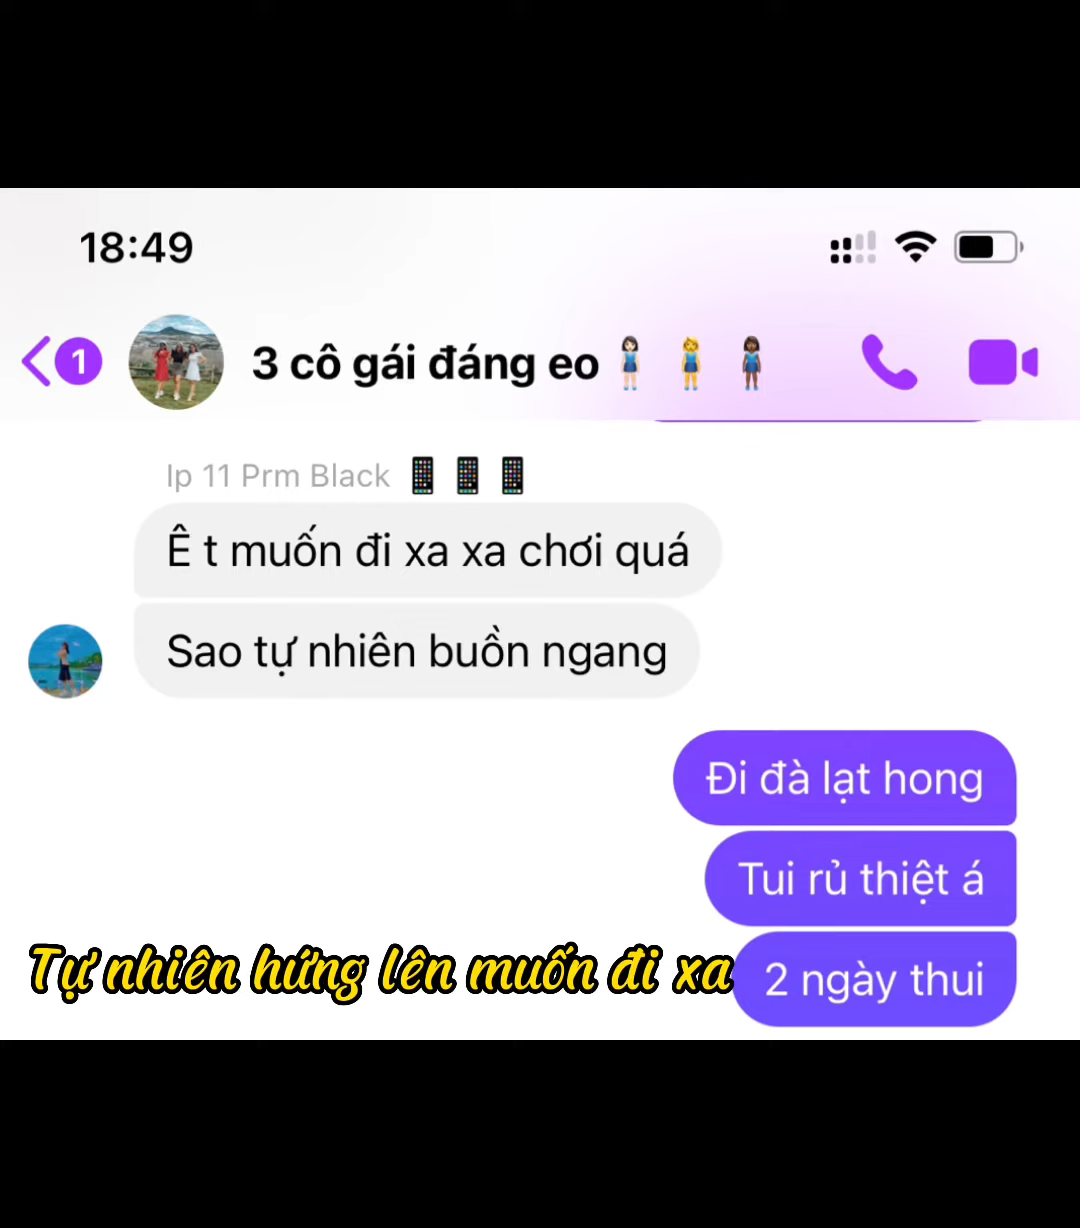 18:49
1
3 cô gái đáng eo🧍🏻‍♀️🧍‍♀️🧍🏿‍♀️
Ip 11 Prm Black 📱📱📱
Ê t muốn đi xa xa chơi quá
Sao tự nhiên buồn ngang
Đi đà lạt hong
Tui rủ thiệt á
2 ngày thui
Tự nhiên hứng lên muốn đi xa